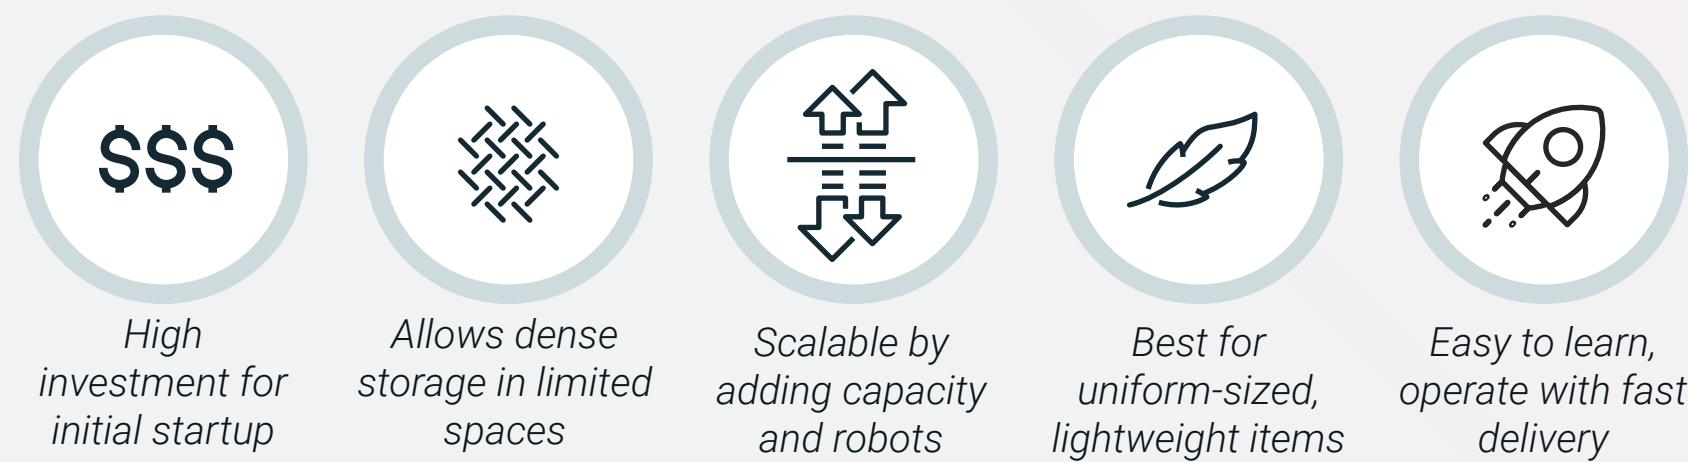 $$$
High
investment for
initial startup
Allows dense
storage in limited
spaces
Scalable by
adding capacity
and robots
Best for
uniform-sized,
lightweight items
Easy to learn,
operate with fast
delivery